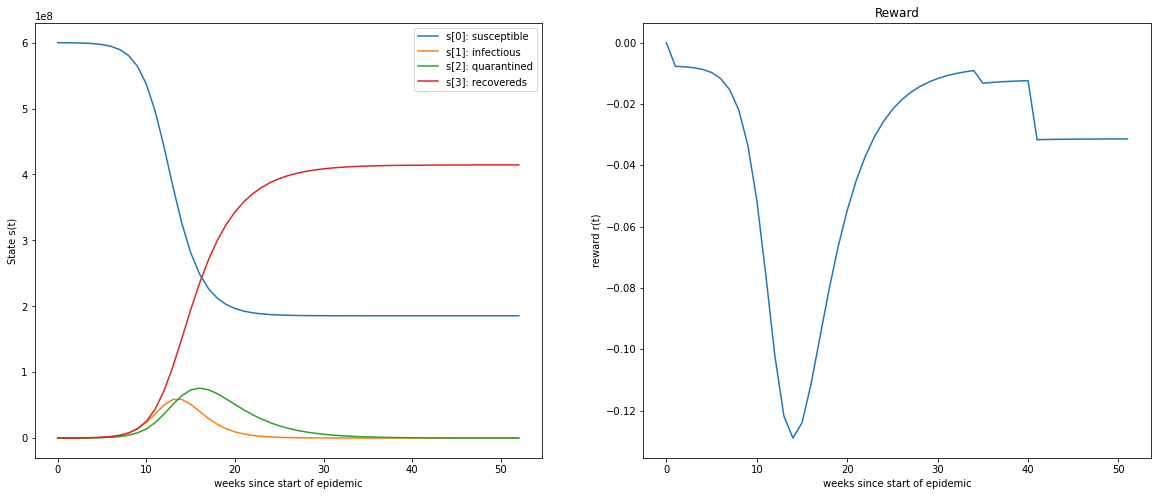 1e8
6
5
4
3
2
1
0
State s(t)
s[0]: susceptible
s[1]: infectious
s[2]: quarantined
s[3]: recovereds
0
10
20
30
40
50
weeks since start of epidemic
Reward
0.00
−0.02
−0.04
−0.06
−0.08
−0.10
−0.12
reward r(t)
0
10
20
30
40
50
weeks since start of epidemic